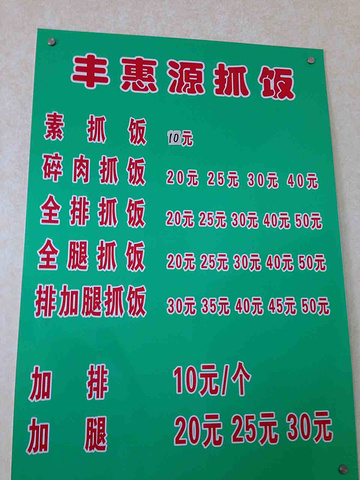 丰惠源抓饭
素抓饭 10元
碎肉抓饭 20元 25元 30元 40元
全排抓饭 20元 25元 30元 40元 50元
全腿抓饭 20元 25元 30元 40元 50元
排加腿抓饭 30元 35元 40元 45元 50元
加排 10元/个
加腿 20元 25元 30元